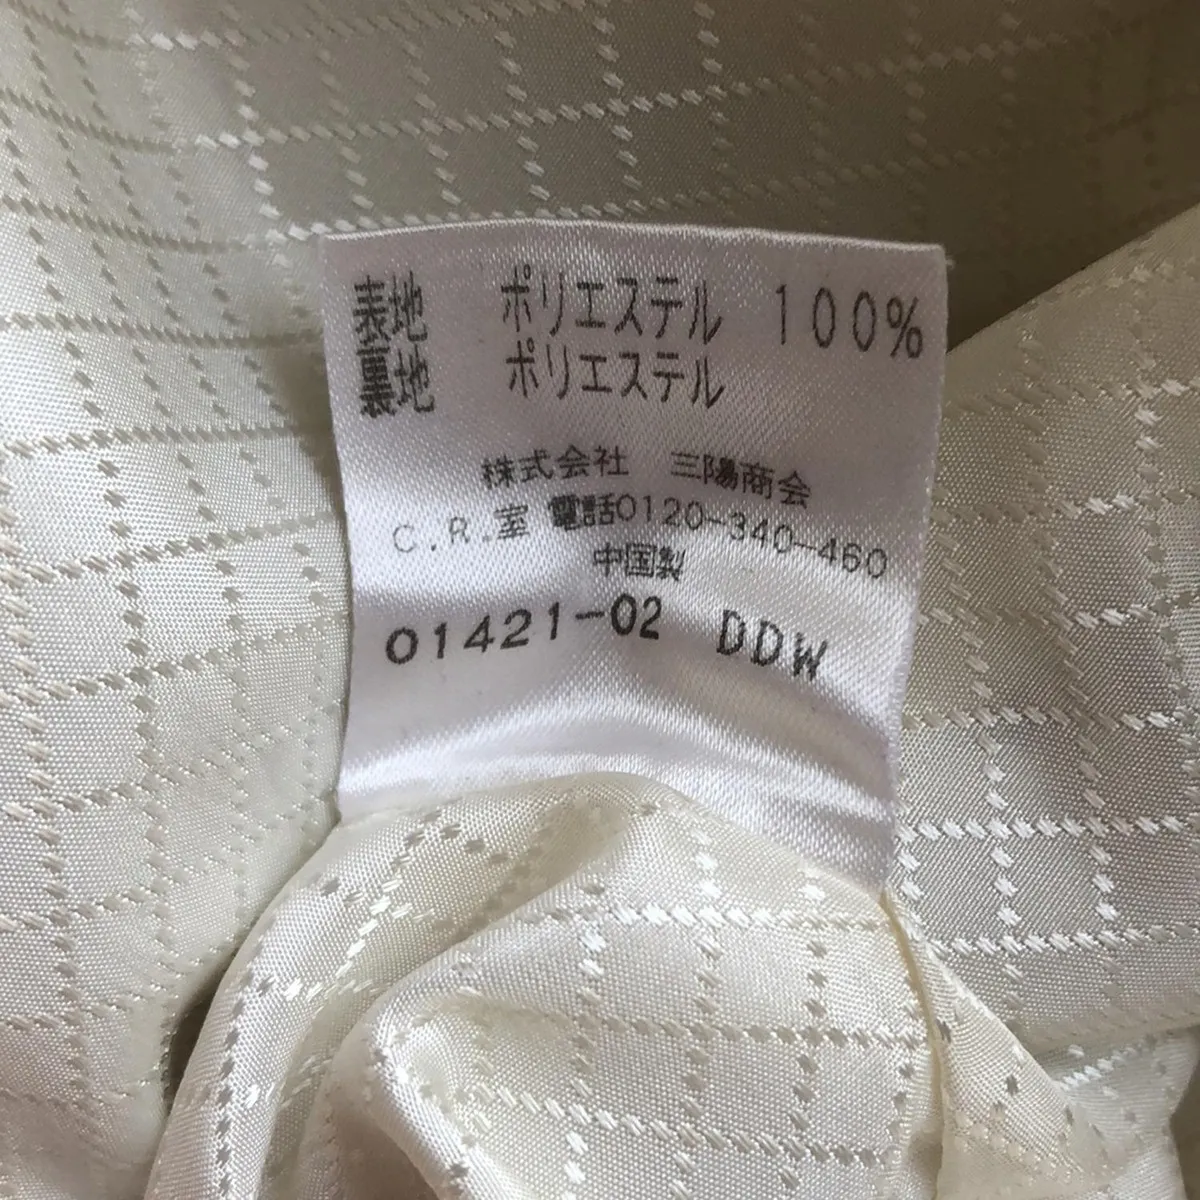 表地 ポリエステル 100%
裏地 ポリエステル
株式会社 三陽商会
C.R.室 電話0120-340-460
中国製
01421-02 DDW